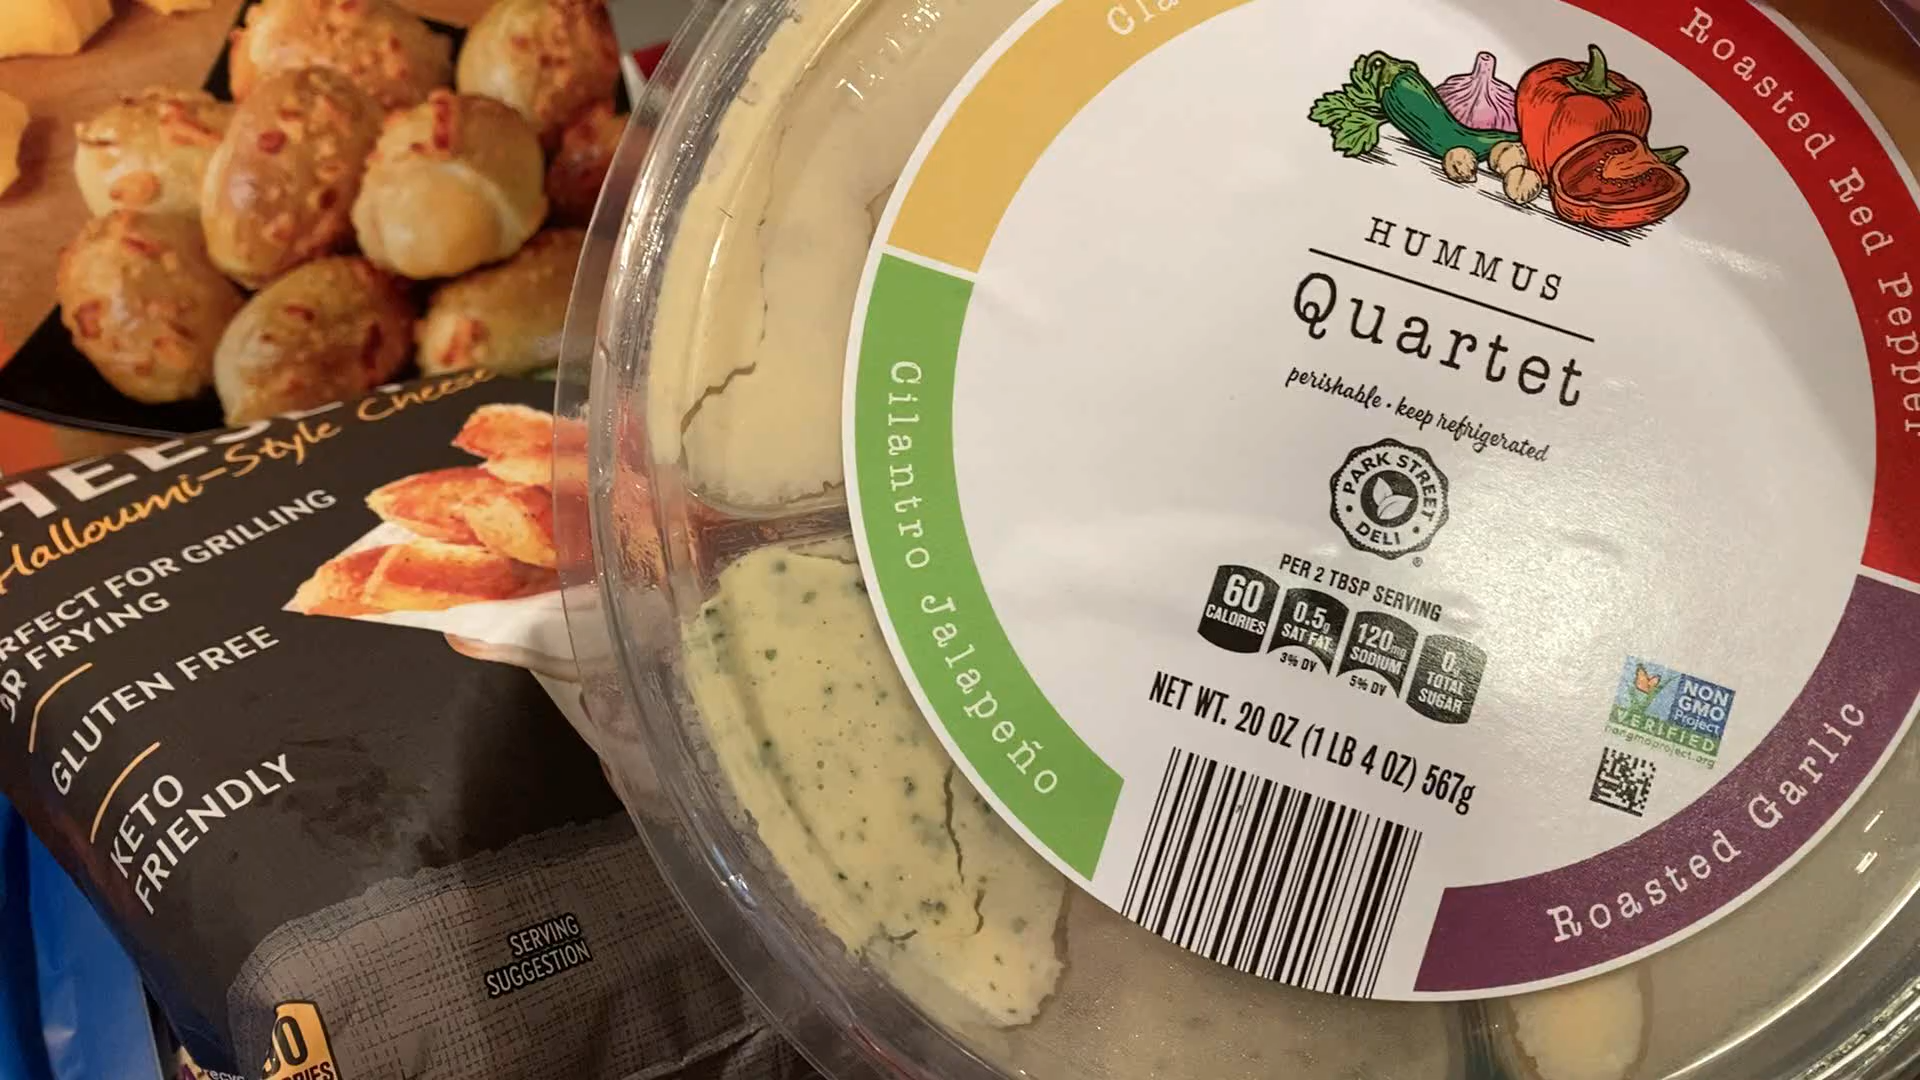 Roasted Red Pepper
HUMMUS
Quartet
perishable • keep refrigerated
PARK STREET
DELI
®
PER 2 TBSP SERVING
60
CALORIES
0.5g
SAT FAT
3% DV
120mg
SODIUM
5% DV
0g
TOTAL
SUGAR
NET WT. 20 OZ (1 LB 4 OZ) 567g
NON
GMO
Project
VERIFIED
nongmoproject.org
Cilantro Jalapeño
Roasted Garlic
Halloumi-Style Cheese
FOR GRILLING
FRYING
GLUTEN FREE
KETO
FRIENDLY
SERVING
SUGGESTION